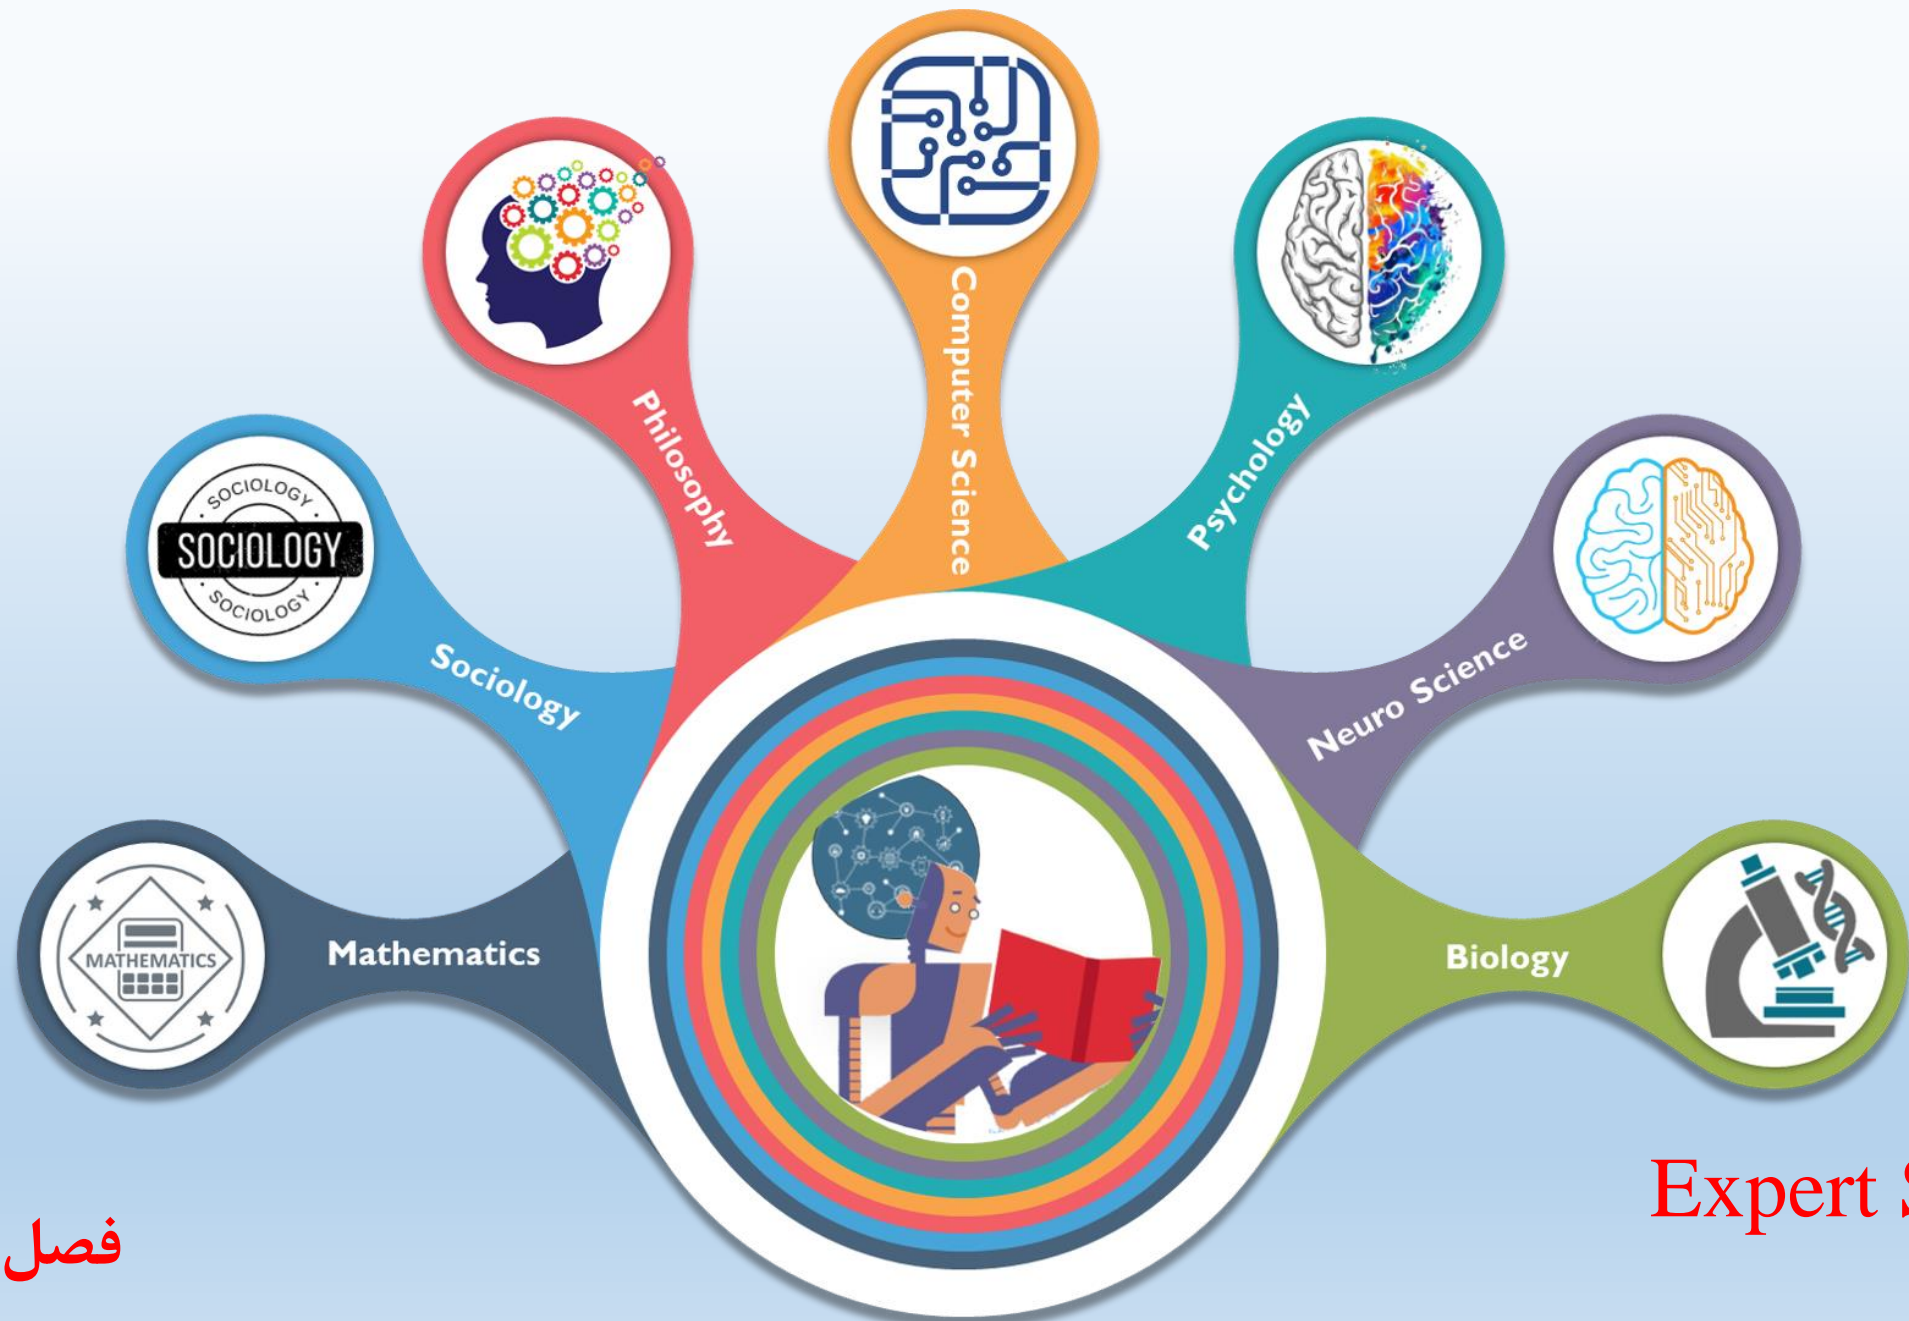 Computer Science
Philosophy
Psychology
SOCIOLOGY
SOCIOLOGY
SOCIOLOGY
Sociology
Neuro Science
MATHEMATICS
Mathematics
Biology
Expert
فصل